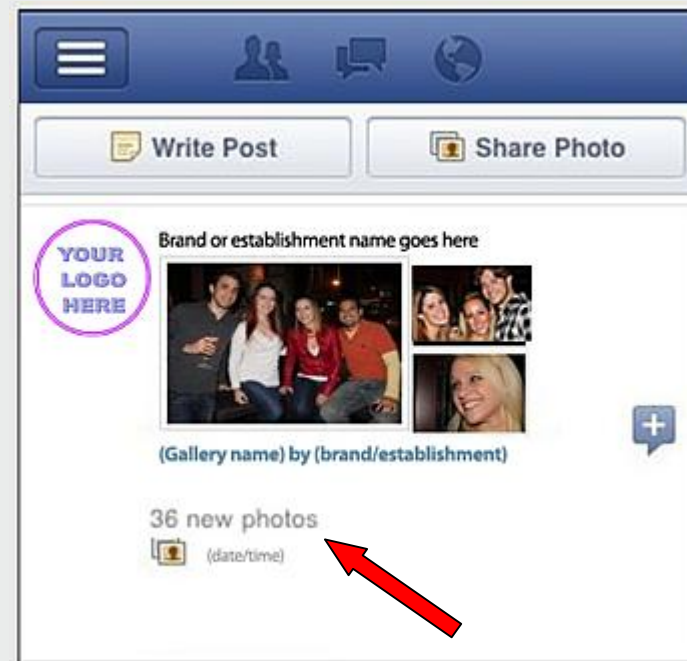 Write Post
Share Photo
YOUR
LOGO
HERE
Brand or establishment name goes here
(Gallery name) by (brand/establishment)
36 new photos
(date/time)